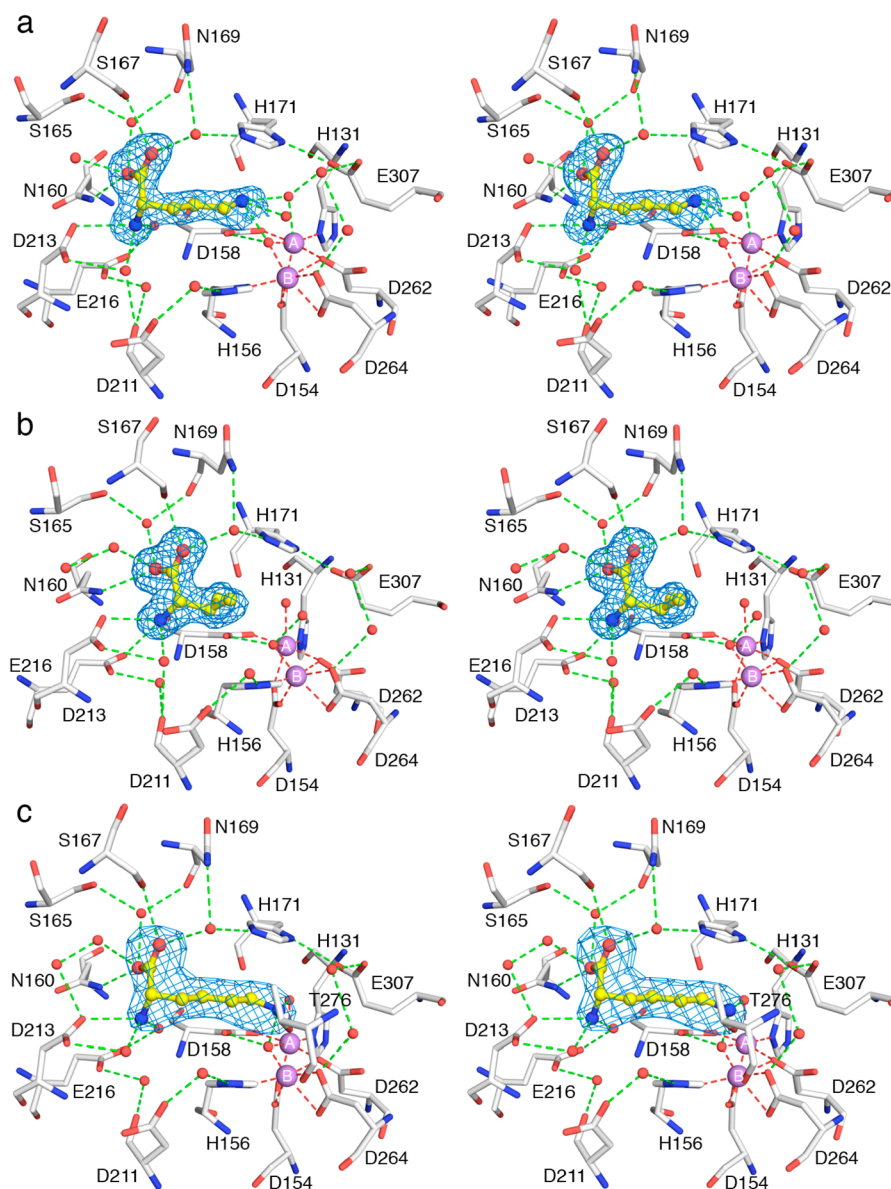 a
N169 N169
S167 S167
H171 H171
S165 S165
H131 H131
E307 E307
N160 N160
D213 D213
A A
D158 D158
B B
D262 D262
E216 E216
H156 H156
D264 D264
D211 D154 D211 D154
b
S167 N169 S167 N169
S165 H171 S165 H171
N160 H131 E307 N160 H131 E307
A A
E216 D158 E216 D158
B B
D213 D262 D213 D262
H156 H156
D211 D154 D264 D211 D154 D264
c
N169 N169
S167 S167
H171 H171
S165 S165
H131 H131
N160 E307 N160 E307
T276 T276
D213 D213
A A
D158 D158
B B
E216 D262 E216 D262
H156 H156
D264 D264
D211 D154 D211 D154